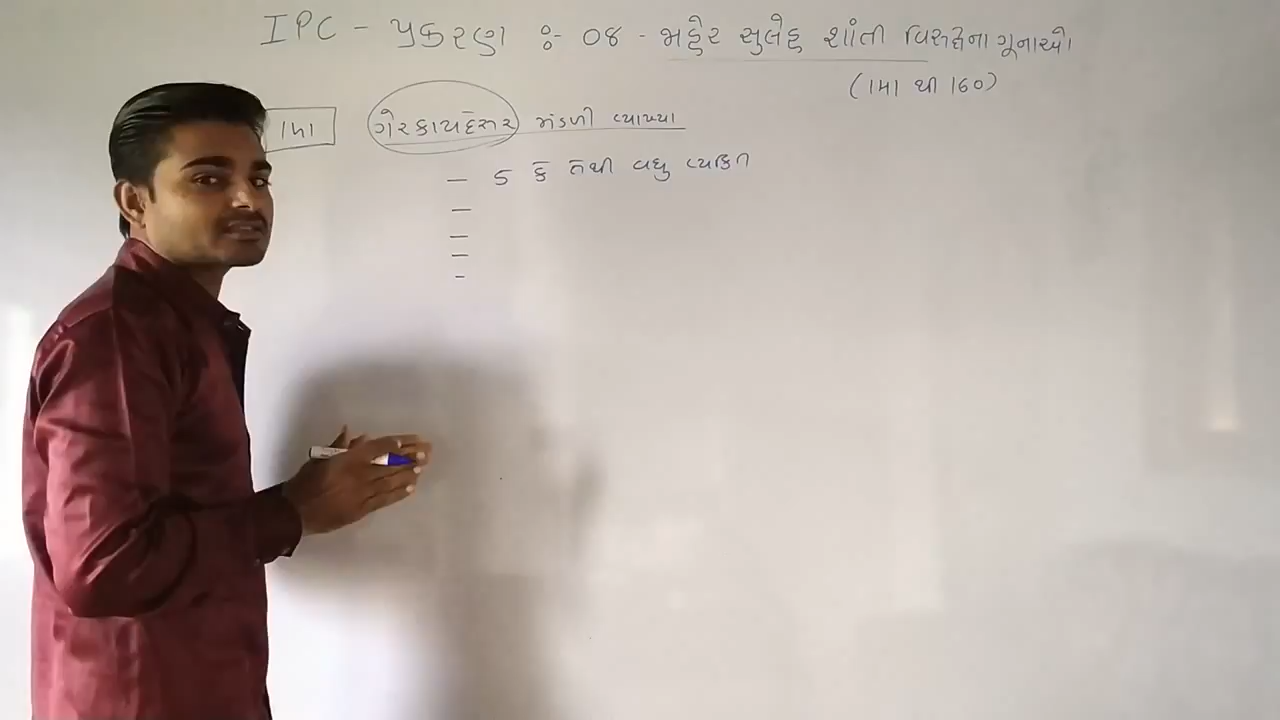 IPC - પ્રકરણ :- 08 - જાહેર સુલેહ શાંતી વિરુદ્ધના ગૂનાઓ
(141 થી 160)
141 ગેરકાયદેસર મંડળી વ્યાખ્યા
- 5 કે તેથી વધુ વ્યકિત
-
-
-
-